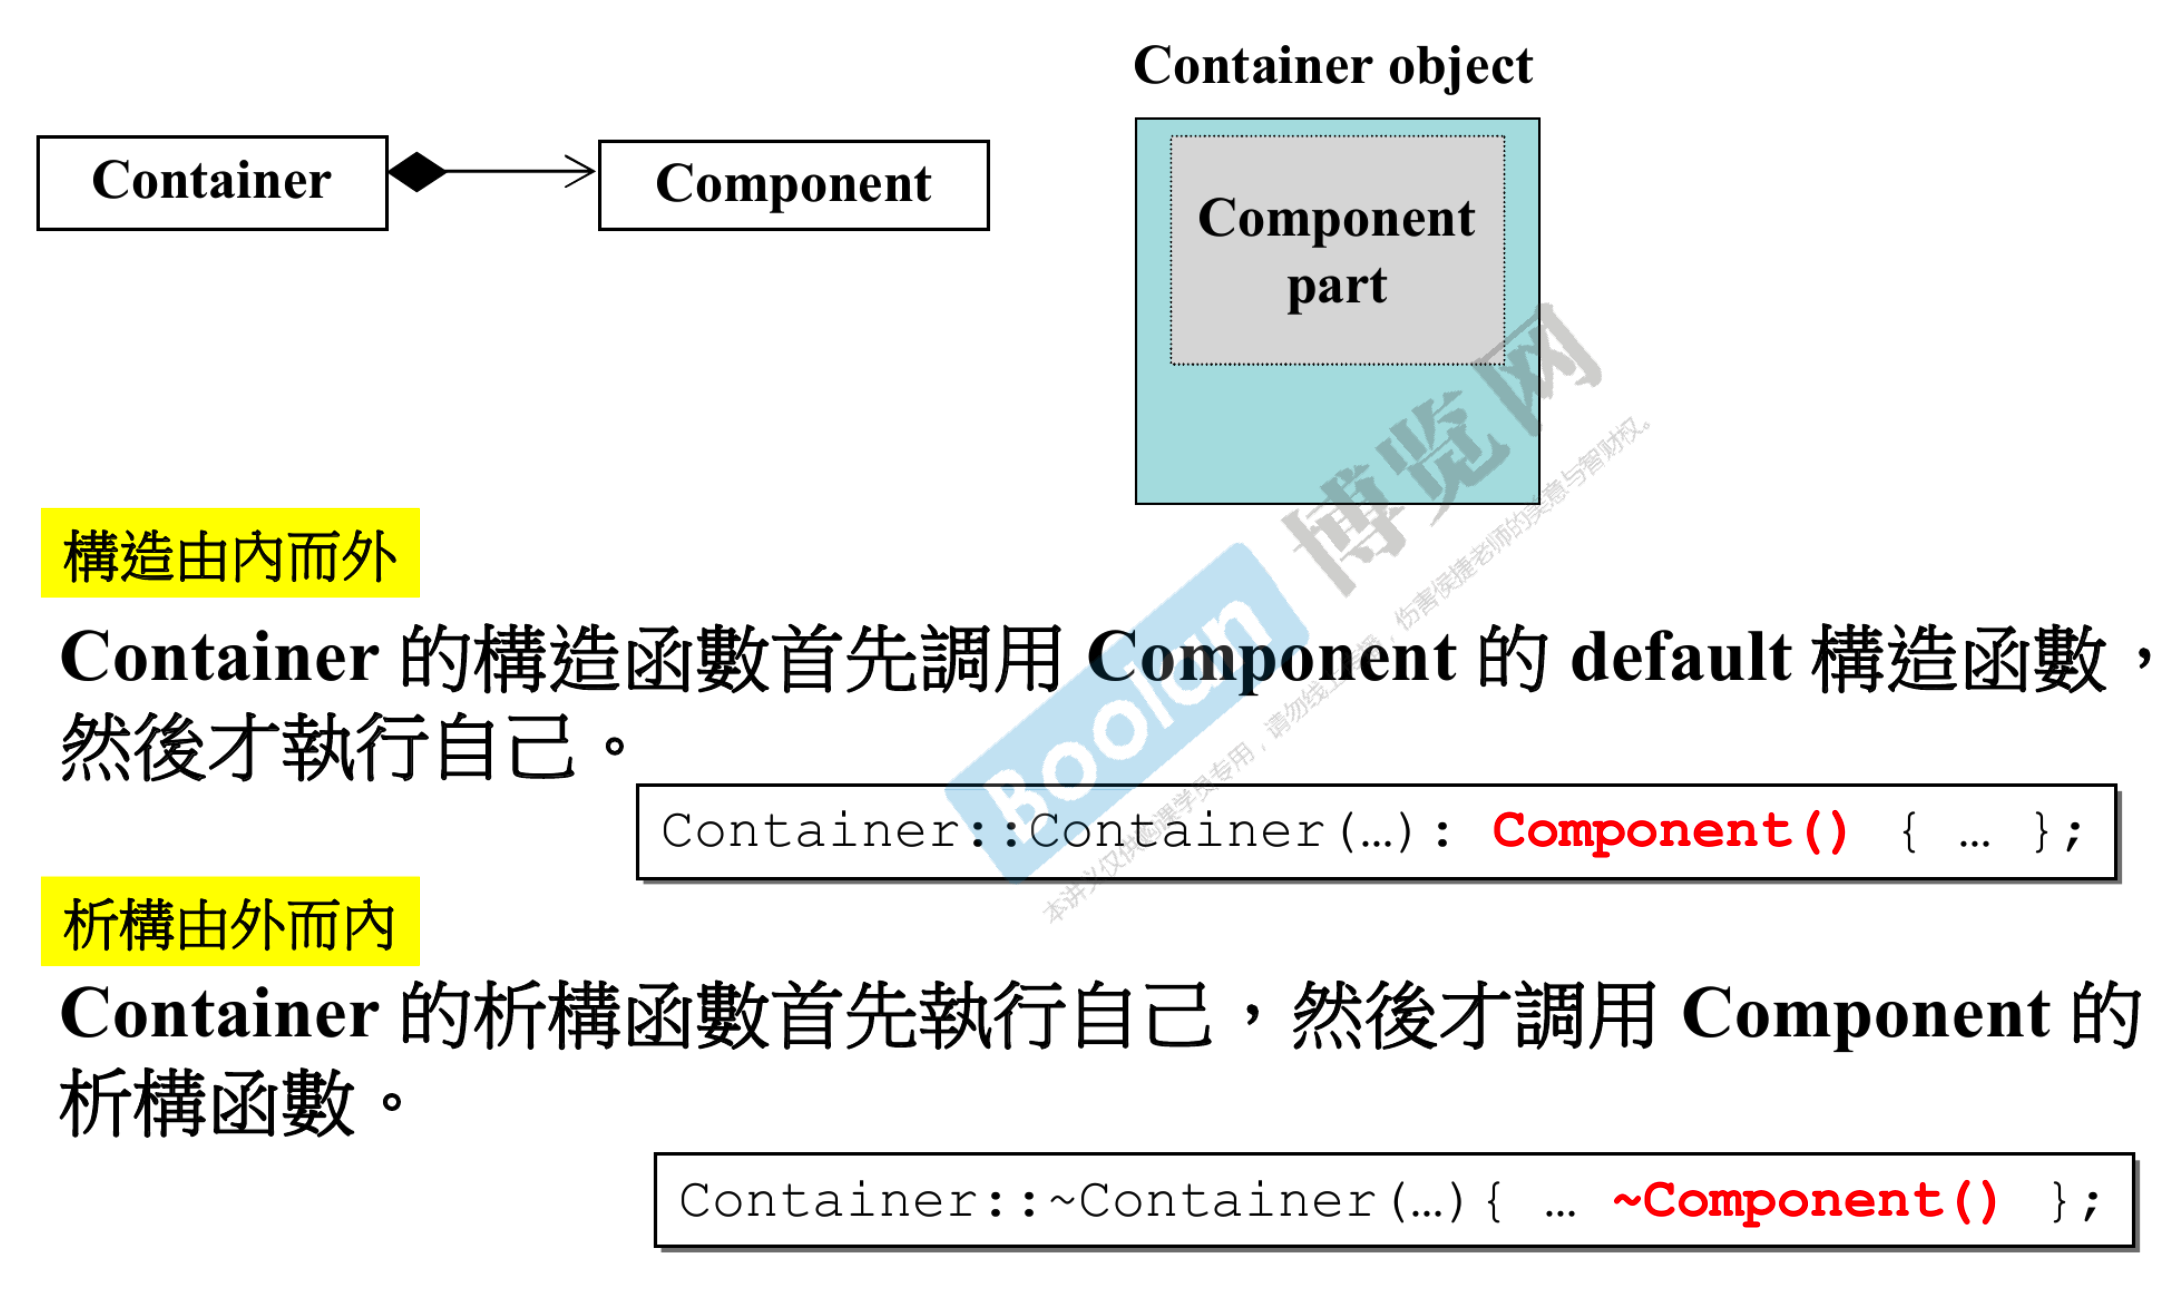 Container object
Container
Component
Component
part
構造由內而外
Container 的構造函數首先調用 Component 的 default 構造函數，
然後才執行自己。
Container::Container(…): Component() { … };
析構由外而內
Container 的析構函數首先執行自己，然後才調用 Component 的
析構函數。
Container::~Container(…){ … ~Component() };
Boolan 博览网
本讲义仅供购课学员专用，请勿线上传播，伤害侯捷老师的美意与智财权。